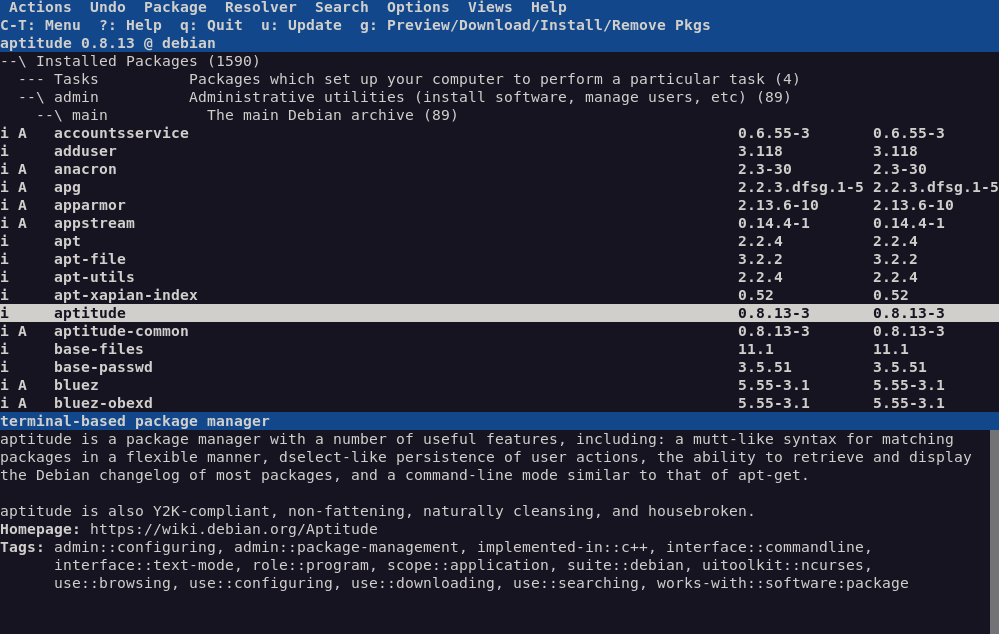 Actions  Undo  Package  Resolver  Search  Options  Views  Help
C-T: Menu  ?: Help  q: Quit  u: Update  g: Preview/Download/Install/Remove Pkgs
aptitude 0.8.13 @ debian
--\ Installed Packages (1590)
  --- Tasks          Packages which set up your computer to perform a particular task (4)
  --\ admin          Administrative utilities (install software, manage users, etc) (89)
    --\ main           The main Debian archive (89)
i A   accountsservice                                                             0.6.55-3       0.6.55-3
i     adduser                                                                     3.118          3.118
i A   anacron                                                                     2.3-30         2.3-30
i A   apg                                                                         2.2.3.dfsg.1-5 2.2.3.dfsg.1-5
i A   apparmor                                                                    2.13.6-10      2.13.6-10
i A   appstream                                                                   0.14.4-1       0.14.4-1
i     apt                                                                         2.2.4          2.2.4
i     apt-file                                                                    3.2.2          3.2.2
i     apt-utils                                                                   2.2.4          2.2.4
i     apt-xapian-index                                                            0.52           0.52
i     aptitude                                                                    0.8.13-3       0.8.13-3
i A   aptitude-common                                                             0.8.13-3       0.8.13-3
i     base-files                                                                  11.1           11.1
i     base-passwd                                                                 3.5.51         3.5.51
i A   bluez                                                                       5.55-3.1       5.55-3.1
i A   bluez-obexd                                                                 5.55-3.1       5.55-3.1
terminal-based package manager
aptitude is a package manager with a number of useful features, including: a mutt-like syntax for matching
packages in a flexible manner, dselect-like persistence of user actions, the ability to retrieve and display
the Debian changelog of most packages, and a command-line mode similar to that of apt-get.
aptitude is also Y2K-compliant, non-fattening, naturally cleansing, and housebroken.
Homepage: https://wiki.debian.org/Aptitude
Tags: admin::configuring, admin::package-management, implemented-in::c++, interface::commandline,
      interface::text-mode, role::program, scope::application, suite::debian, uitoolkit::ncurses,
      use::browsing, use::configuring, use::downloading, use::searching, works-with::software:package